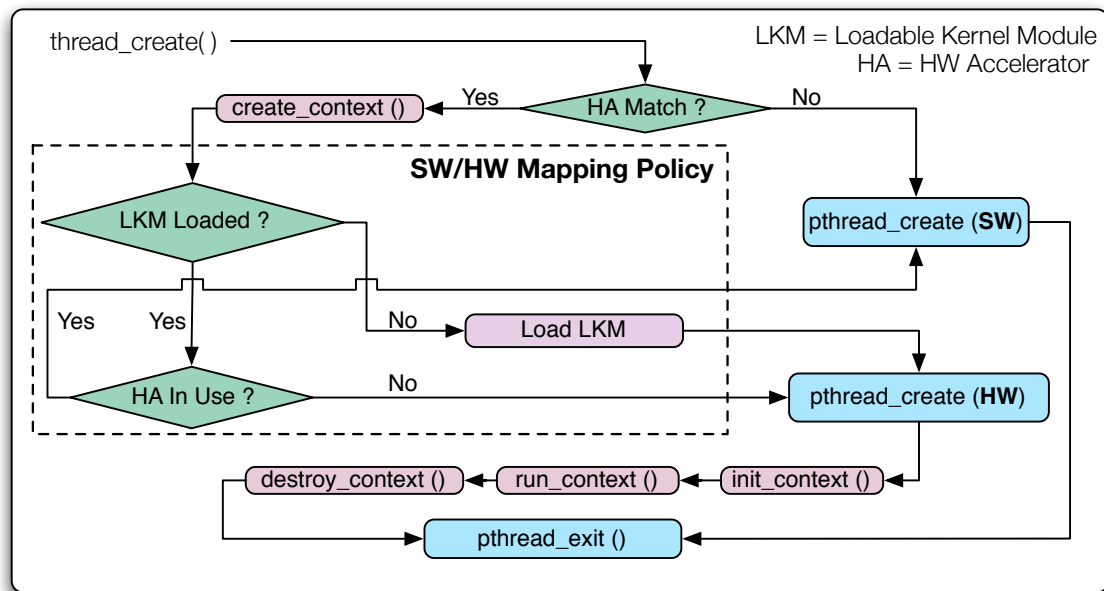 thread_create( )
LKM = Loadable Kernel Module
HA = HW Accelerator
Yes
No
create_context ()
HA Match ?
SW/HW Mapping Policy
LKM Loaded ?
pthread_create (SW)
Yes
Yes
No
Load LKM
HA In Use ?
No
pthread_create (HW)
destroy_context ()
run_context ()
init_context ()
pthread_exit ()